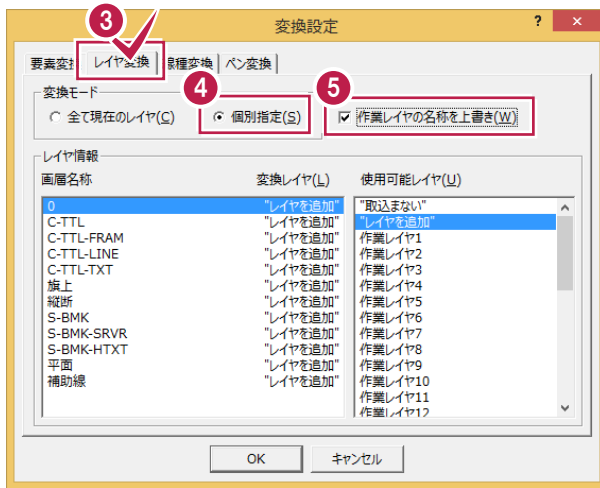 3
変換設定
? ×
要素変 レイヤ変換 線種変換 ペン変換
変換モード
4 5
全て現在のレイヤ(C) 個別指定(S) 作業レイヤの名称を上書き(W)
レイヤ情報
画層名称 変換レイヤ(L) 使用可能レイヤ(U)
0 "レイヤを追加" "取込まない"
C-TTL "レイヤを追加" "レイヤを追加"
C-TTL-FRAM "レイヤを追加" 作業レイヤ1
C-TTL-LINE "レイヤを追加" 作業レイヤ2
C-TTL-TXT "レイヤを追加" 作業レイヤ3
旗上 "レイヤを追加" 作業レイヤ4
縦断 "レイヤを追加" 作業レイヤ5
S-BMK "レイヤを追加" 作業レイヤ6
S-BMK-SRVR "レイヤを追加" 作業レイヤ7
S-BMK-HTXT "レイヤを追加" 作業レイヤ8
平面 "レイヤを追加" 作業レイヤ9
補助線 "レイヤを追加" 作業レイヤ10
作業レイヤ11
作業レイヤ12
OK キャンセル